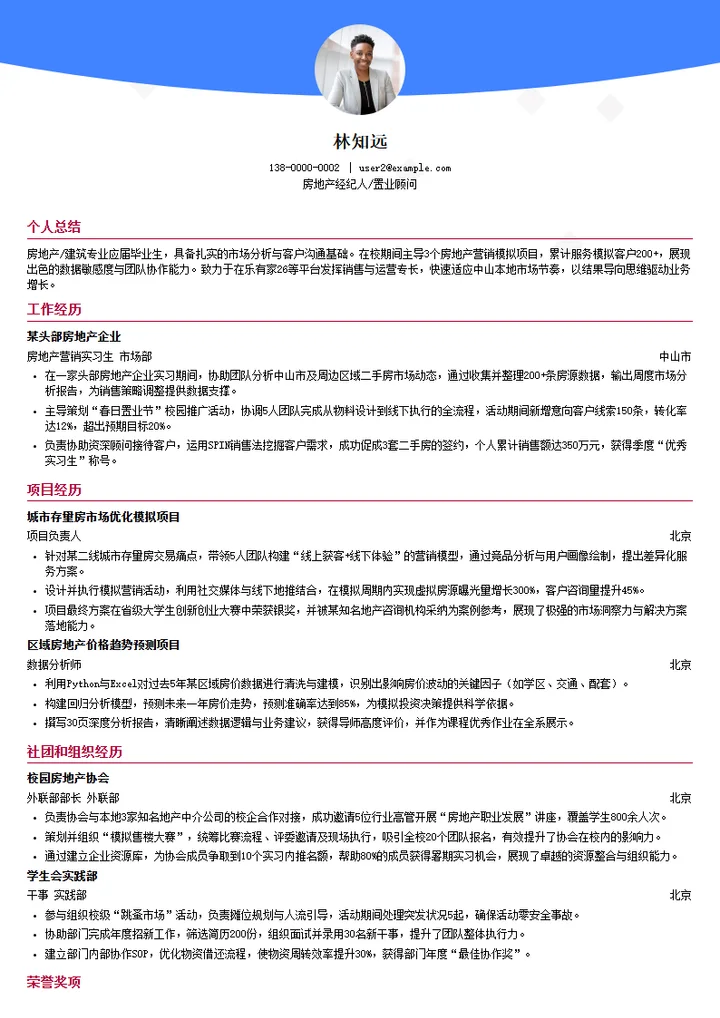 林知远
138-0000-0002 | user2@example.com
房地产经纪人/置业顾问
个人总结
房地产/建筑专业应届毕业生，具备扎实的市场分析与客户沟通基础。在校期间主导3个房地产营销模拟项目，累计服务模拟客户200+，展现
出色的数据敏感度与团队协作能力。致力于在乐有家26等平台发挥销售与运营专长，快速适应中山本地市场节奏，以结果导向思维驱动业务
增长。
工作经历
某头部房地产企业
房地产营销实习生 市场部 中山市
• 在一家头部房地产企业实习期间，协助团队分析中山市及周边区域二手房市场动态，通过收集并整理200+条房源数据，输出周度市场分
析报告，为销售策略调整提供数据支撑。
• 主导策划“春日置业节”校园推广活动，协调5人团队完成从物料设计到线下执行的全流程，活动期间新增意向客户线索150条，转化率
达12%，超出预期目标20%。
• 负责协助资深顾问接待客户，运用SPIN销售法挖掘客户需求，成功促成3套二手房的签约，个人累计销售额达350万元，获得季度“优秀
实习生”称号。
项目经历
城市存量房市场优化模拟项目
项目负责人 北京
• 针对某二线城市存量房交易痛点，带领5人团队构建“线上获客+线下体验”的营销模型，通过竞品分析与用户画像绘制，提出差异化服
务方案。
• 设计并执行模拟营销活动，利用社交媒体与线下地推结合，在模拟周期内实现虚拟房源曝光量增长300%，客户咨询量提升45%。
• 项目最终方案在省级大学生创新创业大赛中荣获银奖，并被某知名地产咨询机构采纳为案例参考，展现了极强的市场洞察力与解决方案
落地能力。
区域房地产价格趋势预测项目
数据分析师 北京
• 利用Python与Excel对过去5年某区域房价数据进行清洗与建模，识别出影响房价波动的关键因子（如学区、交通、配套）。
• 构建回归分析模型，预测未来一年房价走势，预测准确率达到85%，为模拟投资决策提供科学依据。
• 撰写30页深度分析报告，清晰阐述数据逻辑与业务建议，获得导师高度评价，并作为课程优秀作业在全系展示。
社团和组织经历
校园房地产协会
外联部部长 外联部 北京
• 负责协会与本地3家知名地产中介公司的校企合作对接，成功邀请5位行业高管开展“房地产职业发展”讲座，覆盖学生800余人次。
• 策划并组织“模拟售楼大赛”，统筹比赛流程、评委邀请及现场执行，吸引全校20个团队报名，有效提升了协会在校内的影响力。
• 通过建立企业资源库，为协会成员争取到10个实习内推名额，帮助80%的成员获得暑期实习机会，展现了卓越的资源整合与组织能力。
学生会实践部
干事 实践部 北京
• 参与组织校级“跳蚤市场”活动，负责摊位规划与人流引导，活动期间处理突发状况5起，确保活动零安全事故。
• 协助部门完成年度招新工作，筛选简历200份，组织面试并录用30名新干事，提升了团队整体执行力。
• 建立部门内部协作SOP，优化物资借还流程，使物资周转效率提升30%，获得部门年度“最佳协作奖”。
荣誉奖项